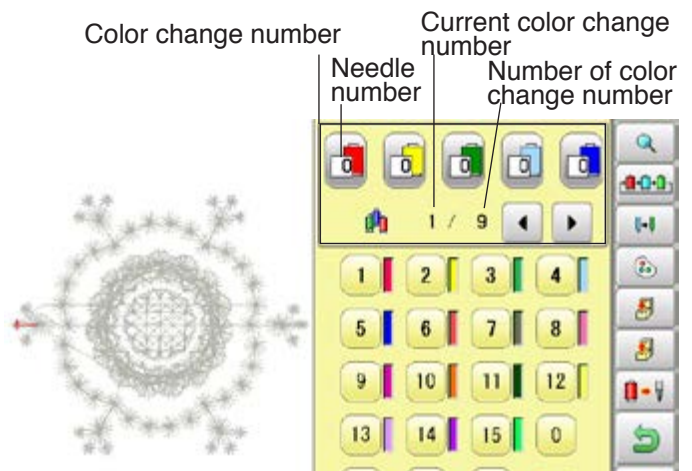 Color change number
Current color change
number
Needle
number
Number of color
change number
0 0 0 0 0
1 / 9
1 2 3 4
5 6 7 8
9 10 11 12
13 14 15 0